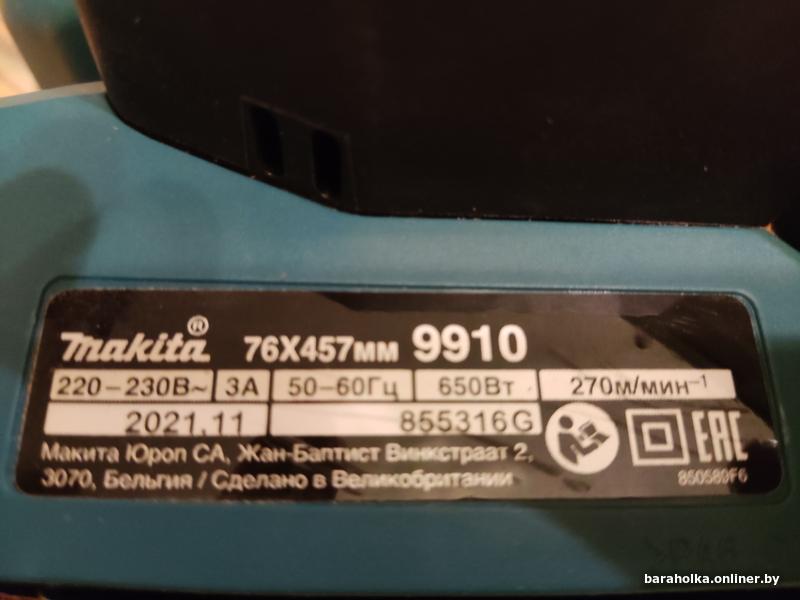 makita® 76X457мм 9910
220-230В~ 3А 50-60Гц 650Вт 270м/мин⁻¹
2021.11 855316G
Макита Юроп СА, Жан-Баптист Винкстраат 2,
3070, Бельгия / Сделано в Великобритании
EAC
850589F6
baraholka.onliner.by